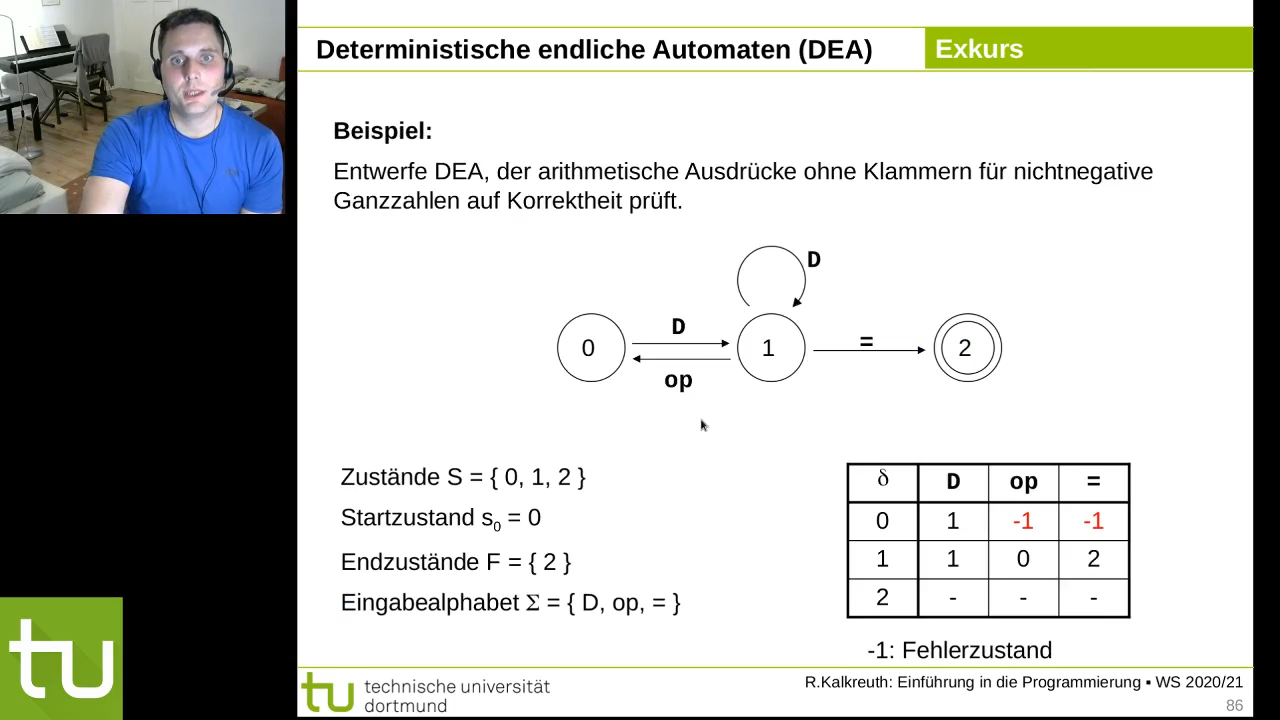 Deterministische endliche Automaten (DEA)
Exkurs
Beispiel:
Entwerfe DEA, der arithmetische Ausdrücke ohne Klammern für nichtnegative
Ganzzahlen auf Korrektheit prüft.
D
0
D
op
1
=
2
Zustände S = { 0, 1, 2 }
Startzustand s0 = 0
Endzustände F = { 2 }
Eingabealphabet Σ = { D, op, = }
δ D op =
0 1 -1 -1
1 1 0 2
2 - - -
-1: Fehlerzustand
tu
tu technische universität
dortmund
R.Kalkreuth: Einführung in die Programmierung ▪ WS 2020/21
86